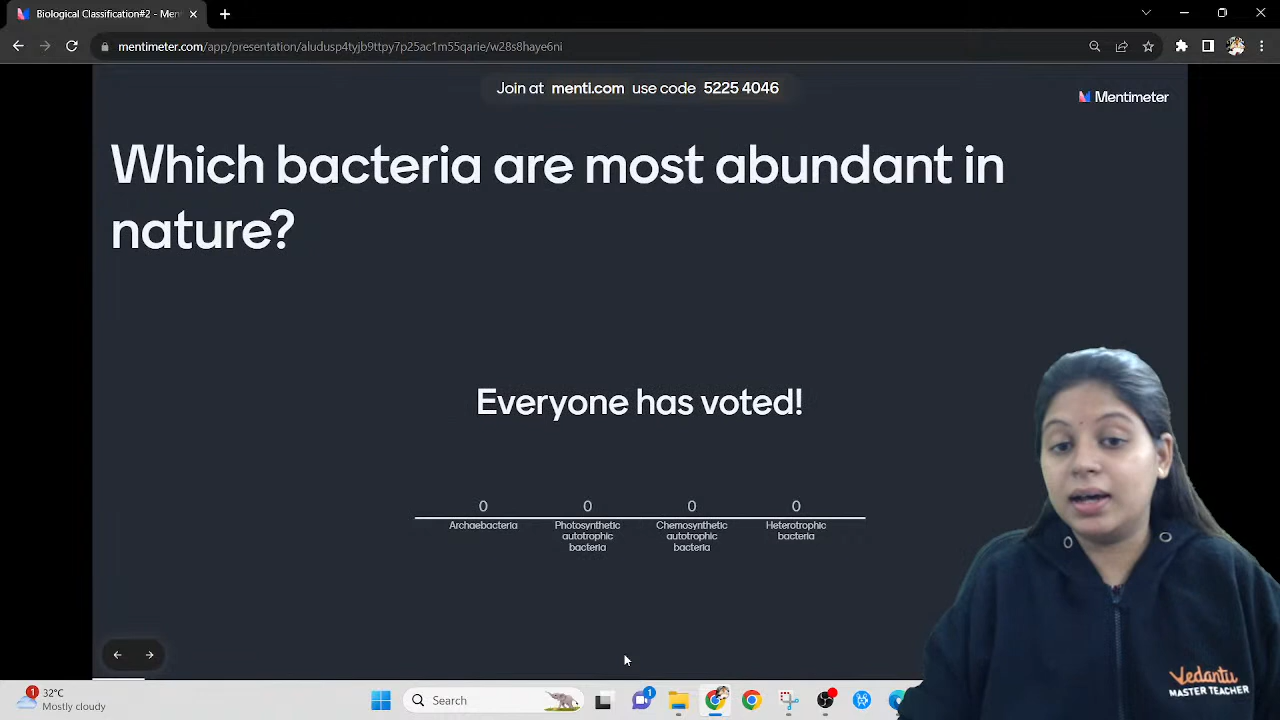 Biological Classification#2 - Men
mentimeter.com/app/presentation/aludusp4tyjb9ttpy7p25ac1m55qarie/w28s8haye6ni
Join at menti.com use code 5225 4046
Mentimeter
Which bacteria are most abundant in
nature?
Everyone has voted!
0 0 0 0
Archaebacteria
Photosynthetic
autotrophic
bacteria
Chemosynthetic
autotrophic
bacteria
Heterotrophic
bacteria
Vedantu
MASTER TEACHER
1
32°C
Mostly cloudy
Search
1